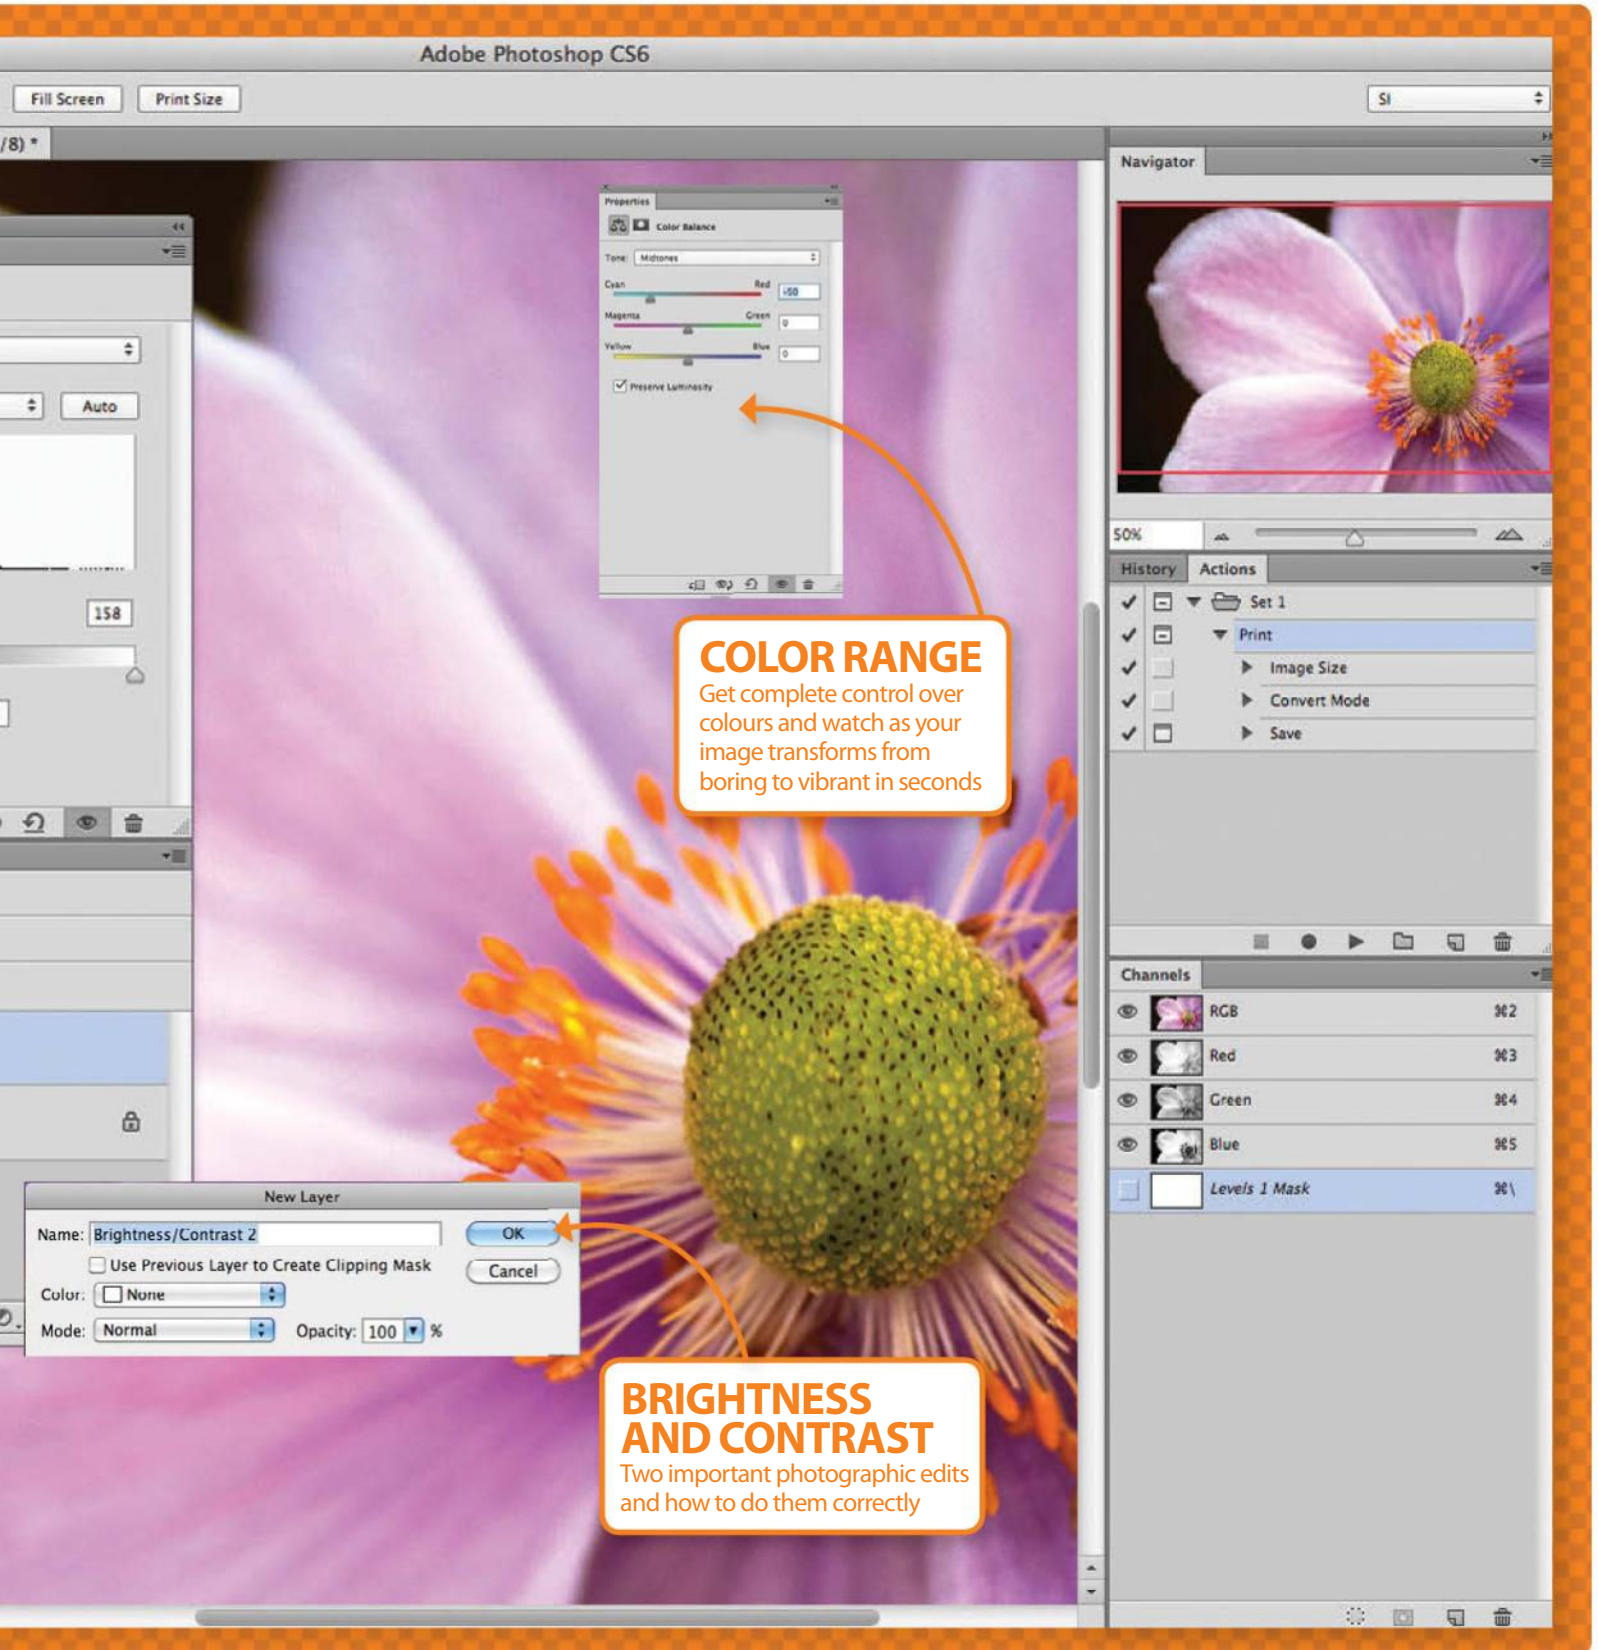 Adobe Photoshop CS6
Fill Screen
Print Size
SI
/8) *
Navigator
Properties
Color Balance
Tone: Midtones
Cyan
Red
-50
Magenta
Green
0
Yellow
Blue
0
Preserve Luminosity
Auto
158
50%
History
Actions
Set 1
Print
Image Size
Convert Mode
Save
COLOR RANGE
Get complete control over
colours and watch as your
image transforms from
boring to vibrant in seconds
Channels
RGB ⌘2
Red ⌘3
Green ⌘4
Blue ⌘5
Levels 1 Mask ⌘\
New Layer
Name: Brightness/Contrast 2
OK
Use Previous Layer to Create Clipping Mask
Cancel
Color: None
Mode: Normal
Opacity: 100 %
BRIGHTNESS
AND CONTRAST
Two important photographic edits
and how to do them correctly